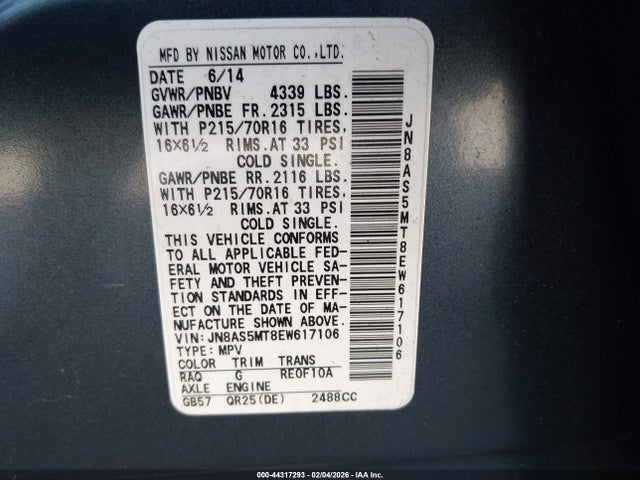 MFD BY NISSAN MOTOR CO.,LTD.
DATE 6/14
GVWR/PNBV 4339 LBS.
GAWR/PNBE FR. 2315 LBS.
WITH P215/70R16 TIRES,
16×6½ RIMS. AT 33 PSI
COLD SINGLE.
GAWR/PNBE RR. 2116 LBS.
WITH P215/70R16 TIRES,
16×6½ RIMS. AT 33 PSI
COLD SINGLE.
THIS VEHICLE CONFORMS
TO ALL APPLICABLE FED-
ERAL MOTOR VEHICLE SA-
FETY AND THEFT PREVEN-
TION STANDARDS IN EFF-
ECT ON THE DATE OF MA-
NUFACTURE SHOWN ABOVE.
JN8AS5MT8EW617106
TYPE: MPV
COLOR TRIM TRANS
RAQ G RE0F10A
AXLE ENGINE
GB57 QR25(DE) 2488CC
JN8AS5MT8EW617106
000-44317293 - 02/04/2026 - IAA Inc.